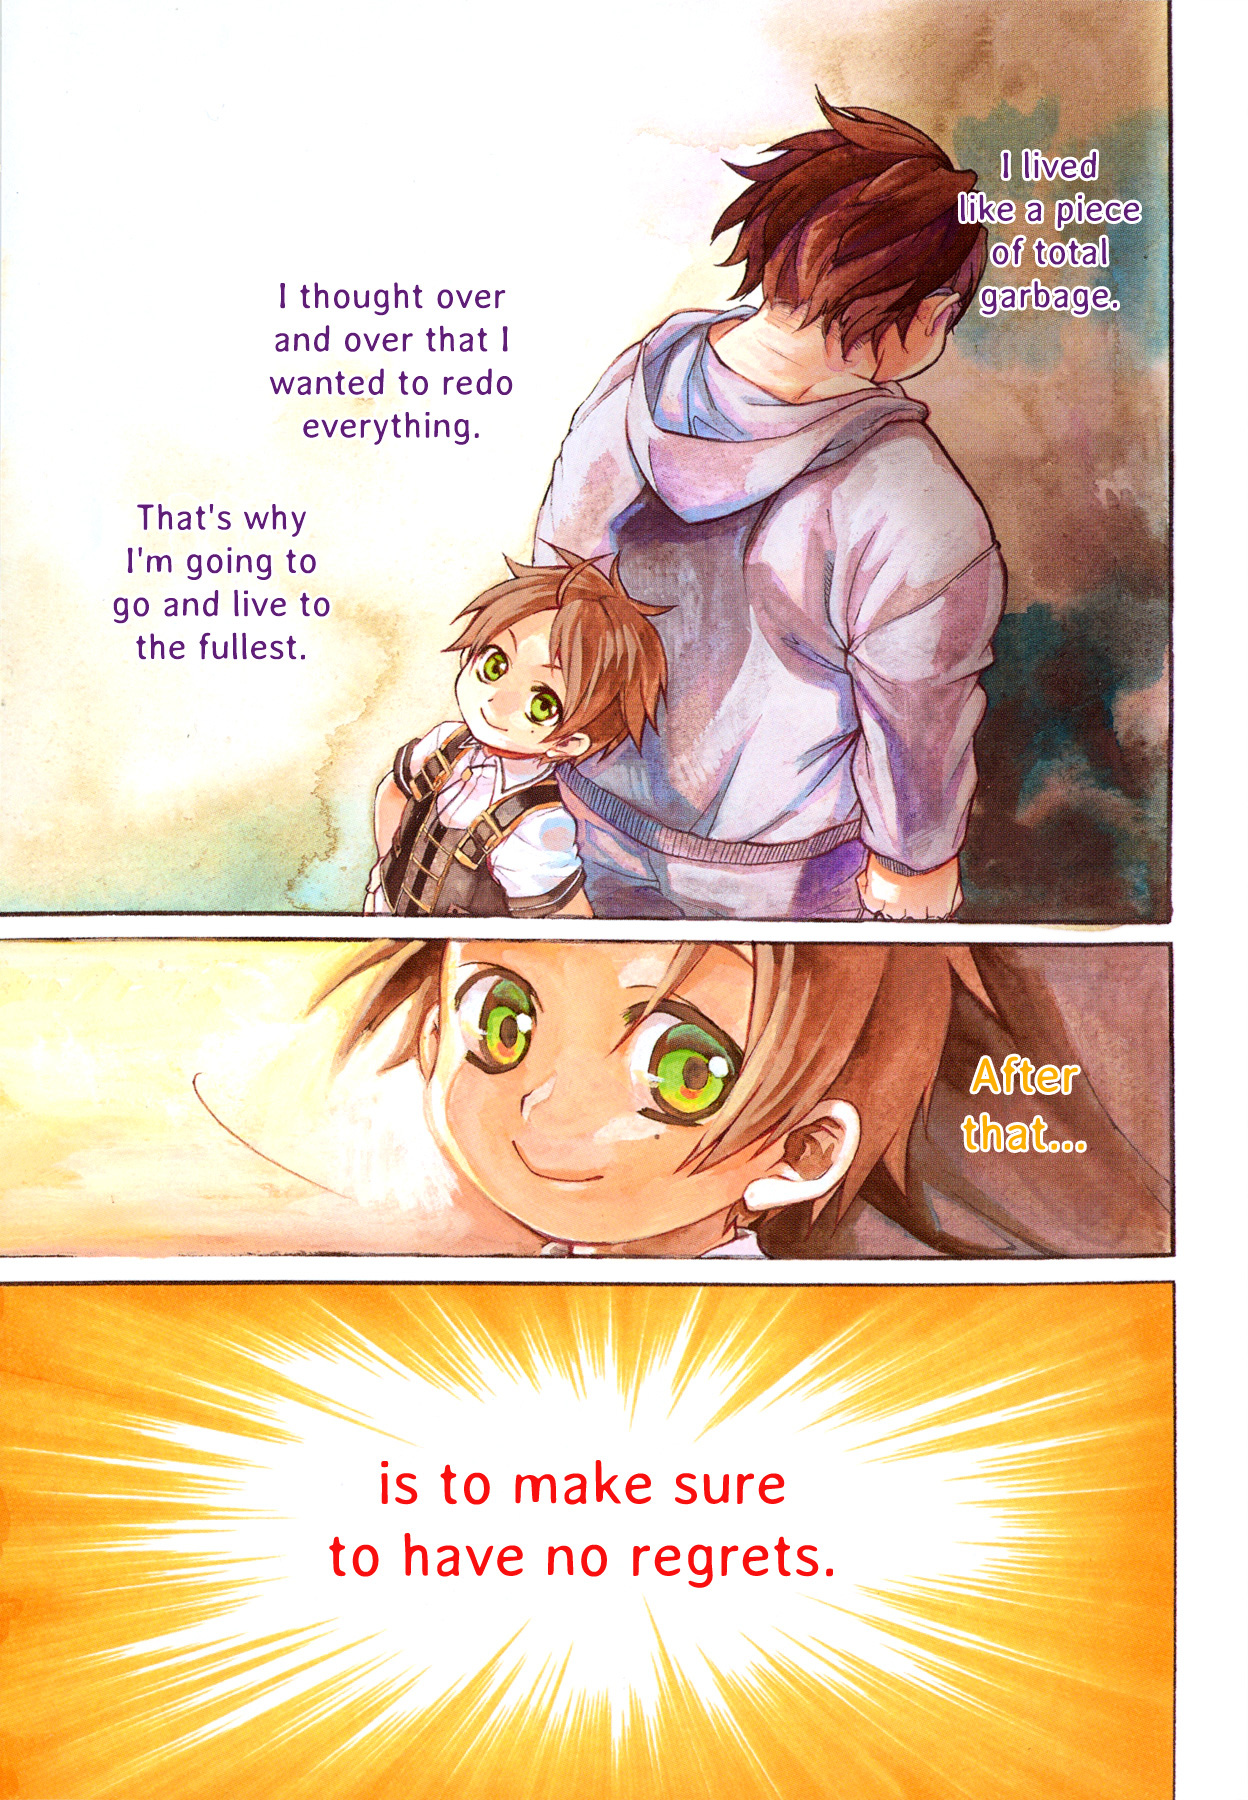 I lived
like a piece
of total
garbage.
I thought over
and over that I
wanted to redo
everything.
That's why
I'm going to
go and live to
the fullest.
After
that...
is to make sure
to have no regrets.